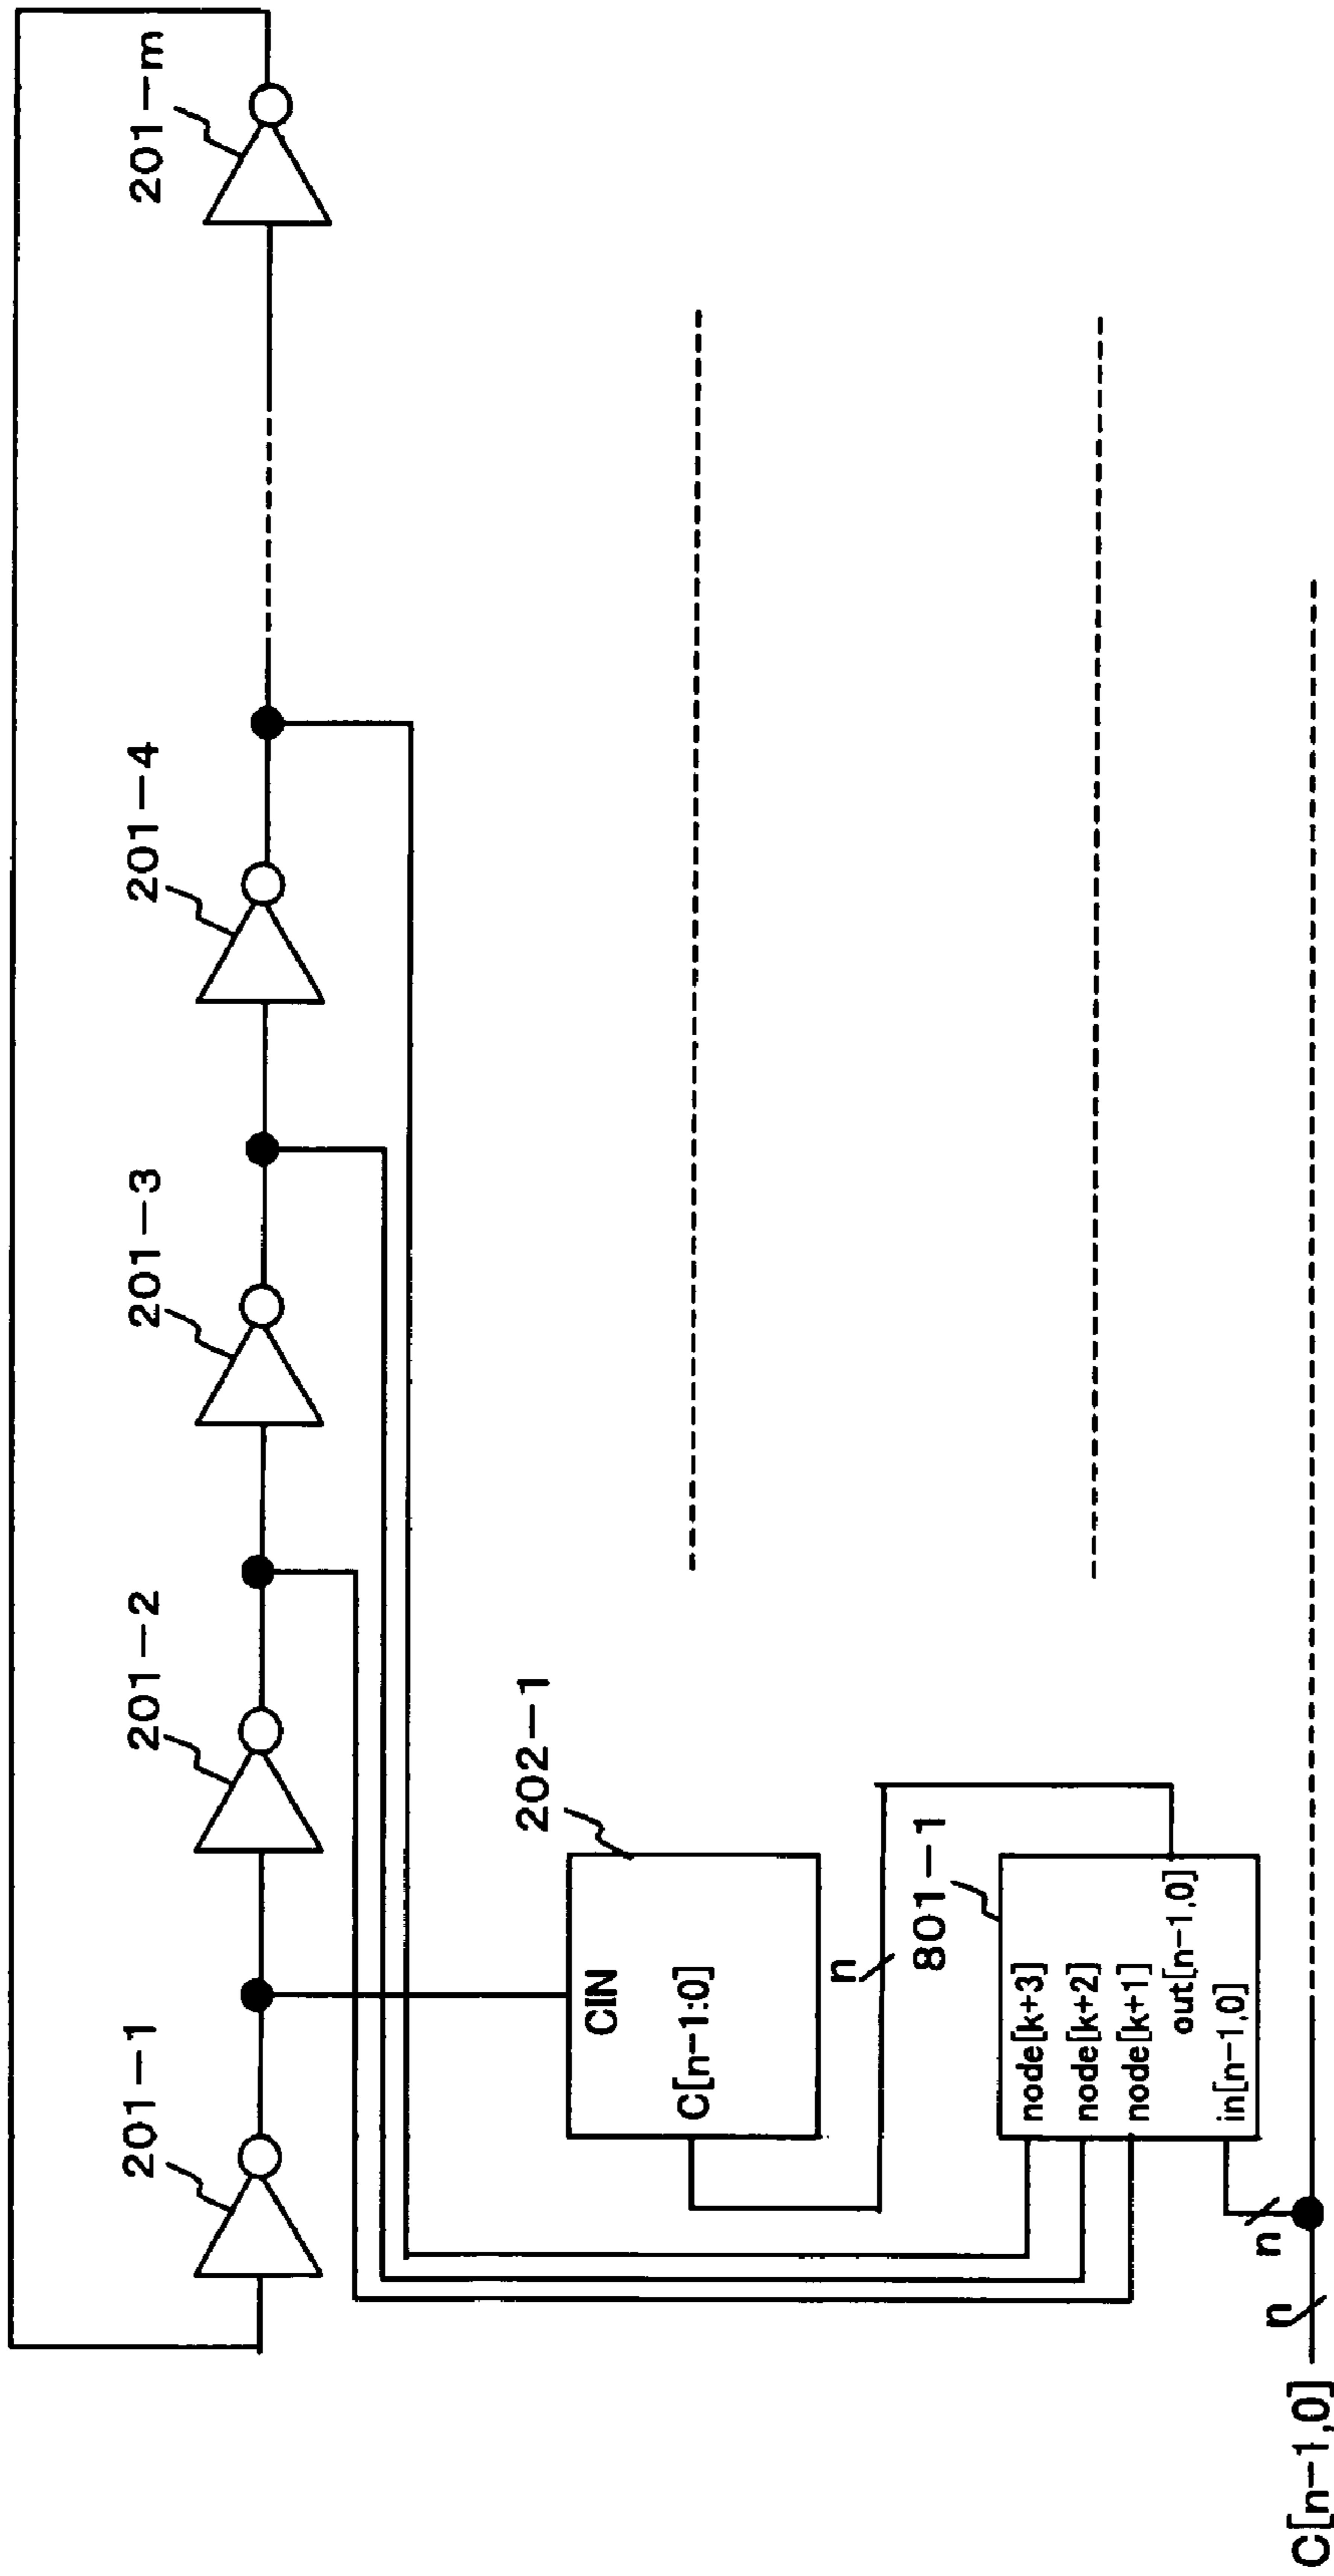 201-1
201-2
201-3
201-4
201-m
202-1
CIN
C[n-1:0]
n
801-1
node[k+3]
node[k+2]
node[k+1]
out[n-1,0]
in[n-1,0]
n
n
C[n-1,0]